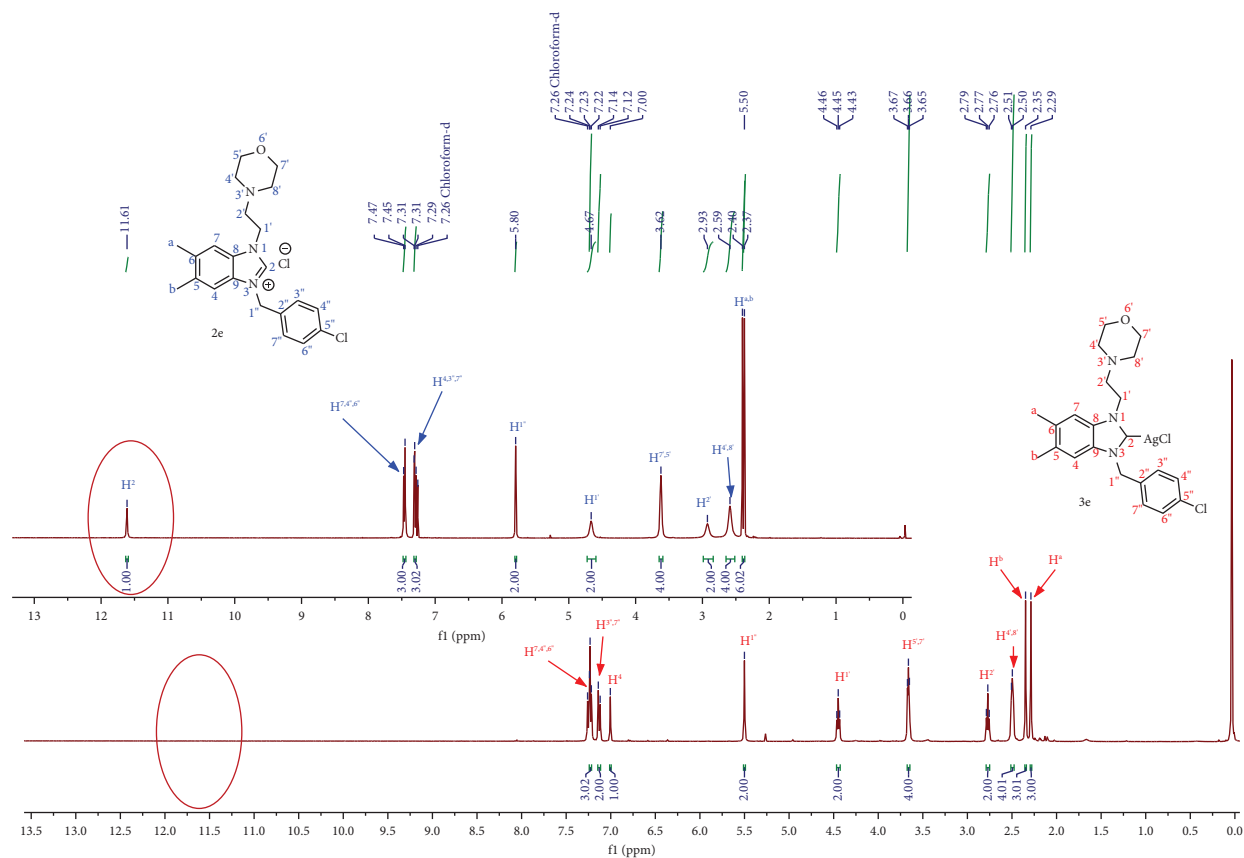 7.26 Chloroform-d
7.24
7.23
7.22
7.14
7.12
7.00
5.50
4.46
4.45
4.43
3.67
3.66
3.65
2.79
2.77
2.76
2.51
2.50
2.35
2.29
11.61
7.47
7.45
7.31
7.31
7.29
7.26 Chloroform-d
5.80
4.67
3.62
2.93
2.59
2.40
2.37
6'
O
5'
7'
4'
8'
N
3'
2'
1'
a
7
6
8
N
1
Cl
⊖
2
b
5
4
9
N
3
⊕
1''
2''
3''
4''
5''
6''
7''
Cl
2e
H²
H⁷,⁴'',⁶''
H⁴,³'',⁷''
H¹''
H¹'
H⁷',⁵'
H²'
H⁴',⁸'
Hᵃ,ᵇ
1.00
3.00
3.02
2.00
2.00
4.00
2.00
4.00
6.02
13 12 11 10 9 8 7 6 5 4 3 2 1 0
f1 (ppm)
6'
O
5'
7'
4'
8'
N
3'
2'
1'
a
7
6
8
N
1
2
AgCl
b
5
4
9
N
3
1''
2''
3''
4''
5''
6''
7''
Cl
3e
H⁷,⁴'',⁶''
H³'',⁷''
H⁴
H¹''
H¹'
H⁵',⁷'
H²'
H⁴',⁸'
Hᵇ
Hᵃ
3.02
2.00
1.00
2.00
2.00
4.00
2.00
4.01
3.01
3.00
13.5 13.0 12.5 12.0 11.5 11.0 10.5 10.0 9.5 9.0 8.5 8.0 7.5 7.0 6.5 6.0 5.5 5.0 4.5 4.0 3.5 3.0 2.5 2.0 1.5 1.0 0.5 0.0
f1 (ppm)